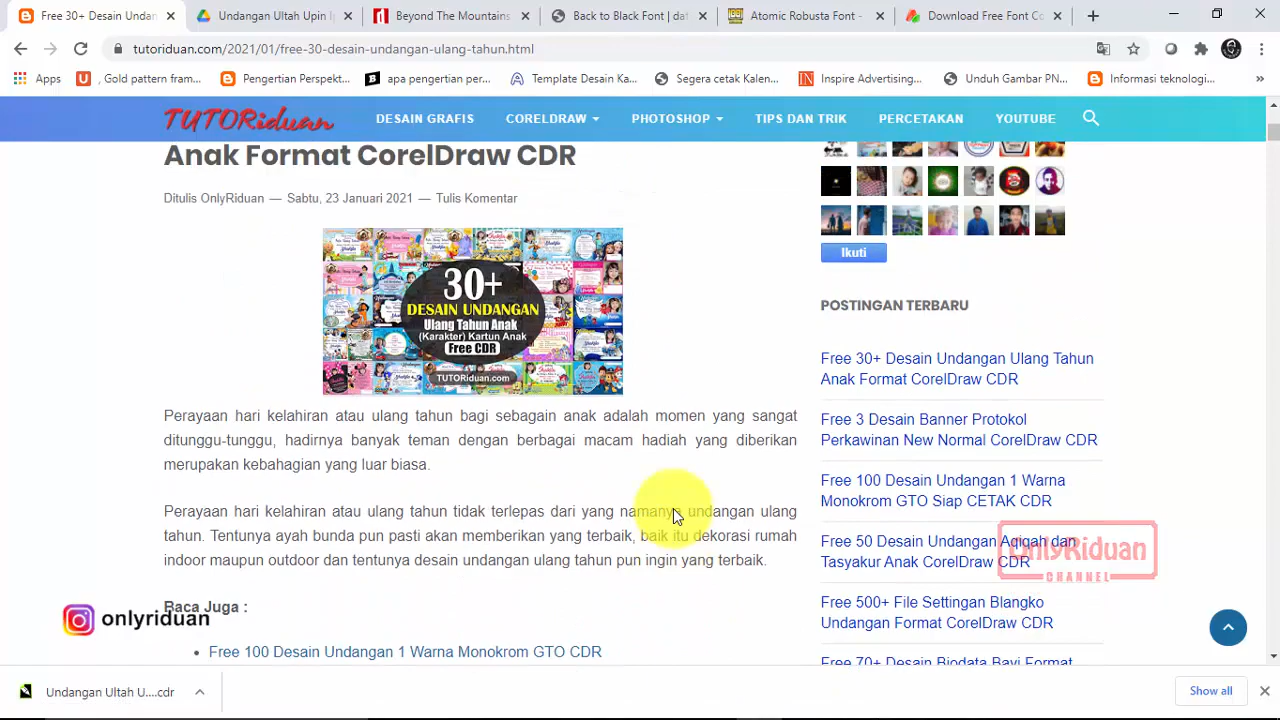 Free 30+ Desain Undan
Undangan Ultah Upin I
Beyond The Mountains
Back to Black Font | daf
Atomic Robusta Font -
Download Free Font Co
tutoriduan.com/2021/01/free-30-desain-undangan-ulang-tahun.html
Apps
, Gold pattern fram...
Pengertian Perspekt...
apa pengertian per...
Template Desain Ka...
Segera Cetak Kalen...
Inspire Advertising...
Unduh Gambar PN...
Informasi teknologi...
TUTORiduan
DESAIN GRAFIS
CORELDRAW
PHOTOSHOP
TIPS DAN TRIK
PERCETAKAN
YOUTUBE
Anak Format CorelDraw CDR
Ditulis OnlyRiduan — Sabtu, 23 Januari 2021 — Tulis Komentar
30+
DESAIN UNDANGAN
Ulang Tahun Anak
(Karakter) Kartun Anak
Free CDR
TUTORiduan.com
Perayaan hari kelahiran atau ulang tahun bagi sebagain anak adalah momen yang sangat
ditunggu-tunggu, hadirnya banyak teman dengan berbagai macam hadiah yang diberikan
merupakan kebahagian yang luar biasa.
Perayaan hari kelahiran atau ulang tahun tidak terlepas dari yang namanya undangan ulang
tahun. Tentunya ayah bunda pun pasti akan memberikan yang terbaik, baik itu dekorasi rumah
indoor maupun outdoor dan tentunya desain undangan ulang tahun pun ingin yang terbaik.
Baca Juga :
onlyriduan
Free 100 Desain Undangan 1 Warna Monokrom GTO CDR
Ikuti
POSTINGAN TERBARU
Free 30+ Desain Undangan Ulang Tahun
Anak Format CorelDraw CDR
Free 3 Desain Banner Protokol
Perkawinan New Normal CorelDraw CDR
Free 100 Desain Undangan 1 Warna
Monokrom GTO Siap CETAK CDR
Free 50 Desain Undangan Aqiqah dan
Tasyakur Anak CorelDraw CDR
OnlyRiduan
CHANNEL
Free 500+ File Settingan Blangko
Undangan Format CorelDraw CDR
Free 70+ Desain Biodata Bayi Format
Undangan Ultah U....cdr
Show all